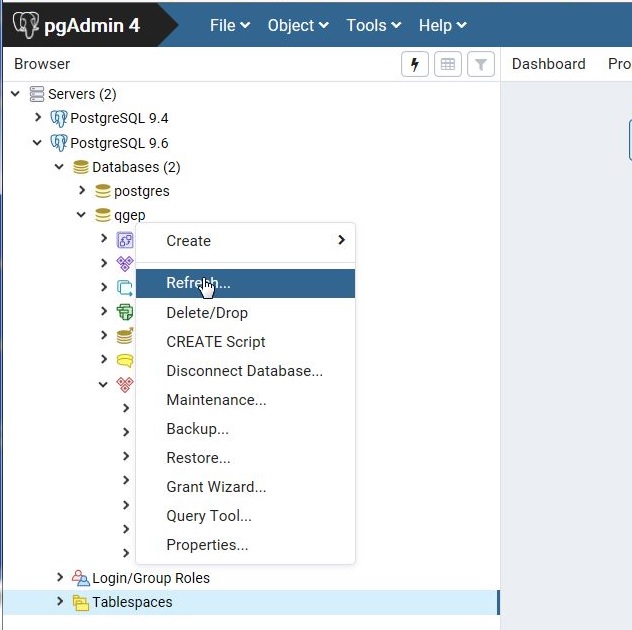 pgAdmin 4 File Object Tools Help
Browser Dashboard Pro
Servers (2)
PostgreSQL 9.4
PostgreSQL 9.6
Databases (2)
postgres
qgep
Create
Refresh...
Delete/Drop
CREATE Script
Disconnect Database...
Maintenance...
Backup...
Restore...
Grant Wizard...
Query Tool...
Properties...
Login/Group Roles
Tablespaces